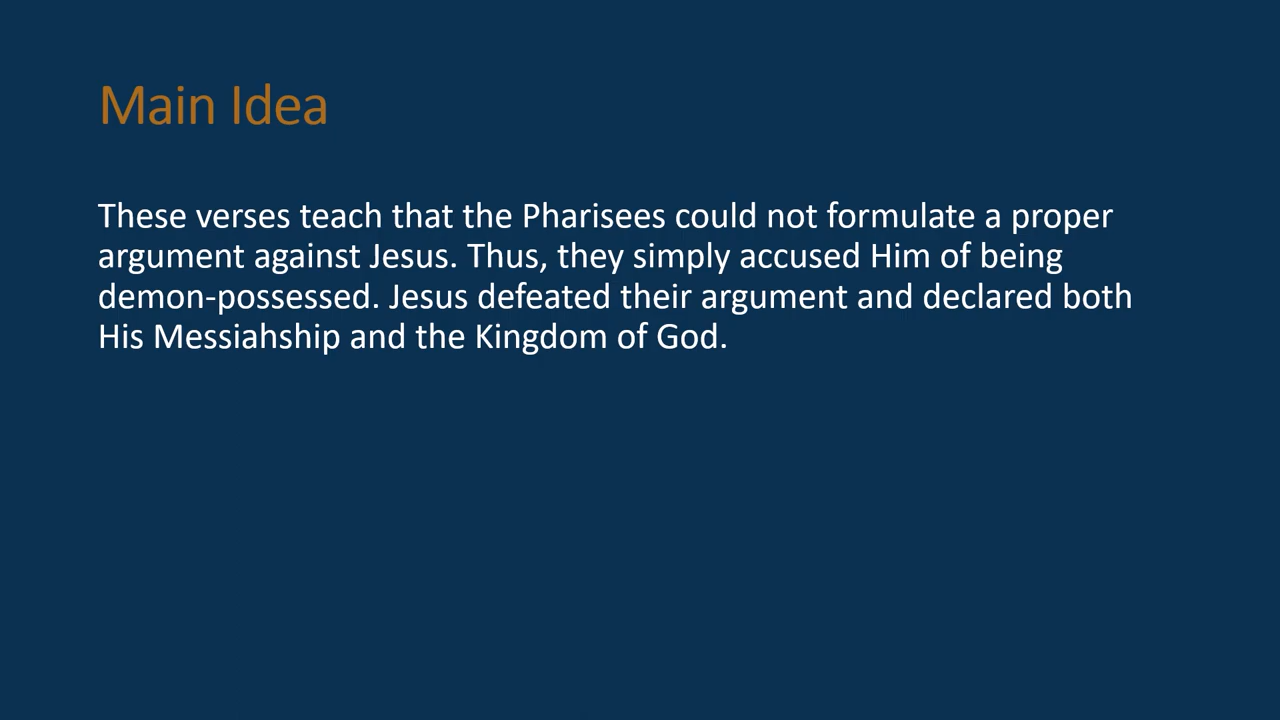 Main Idea
These verses teach that the Pharisees could not formulate a proper
argument against Jesus. Thus, they simply accused Him of being
demon-possessed. Jesus defeated their argument and declared both
His Messiahship and the Kingdom of God.